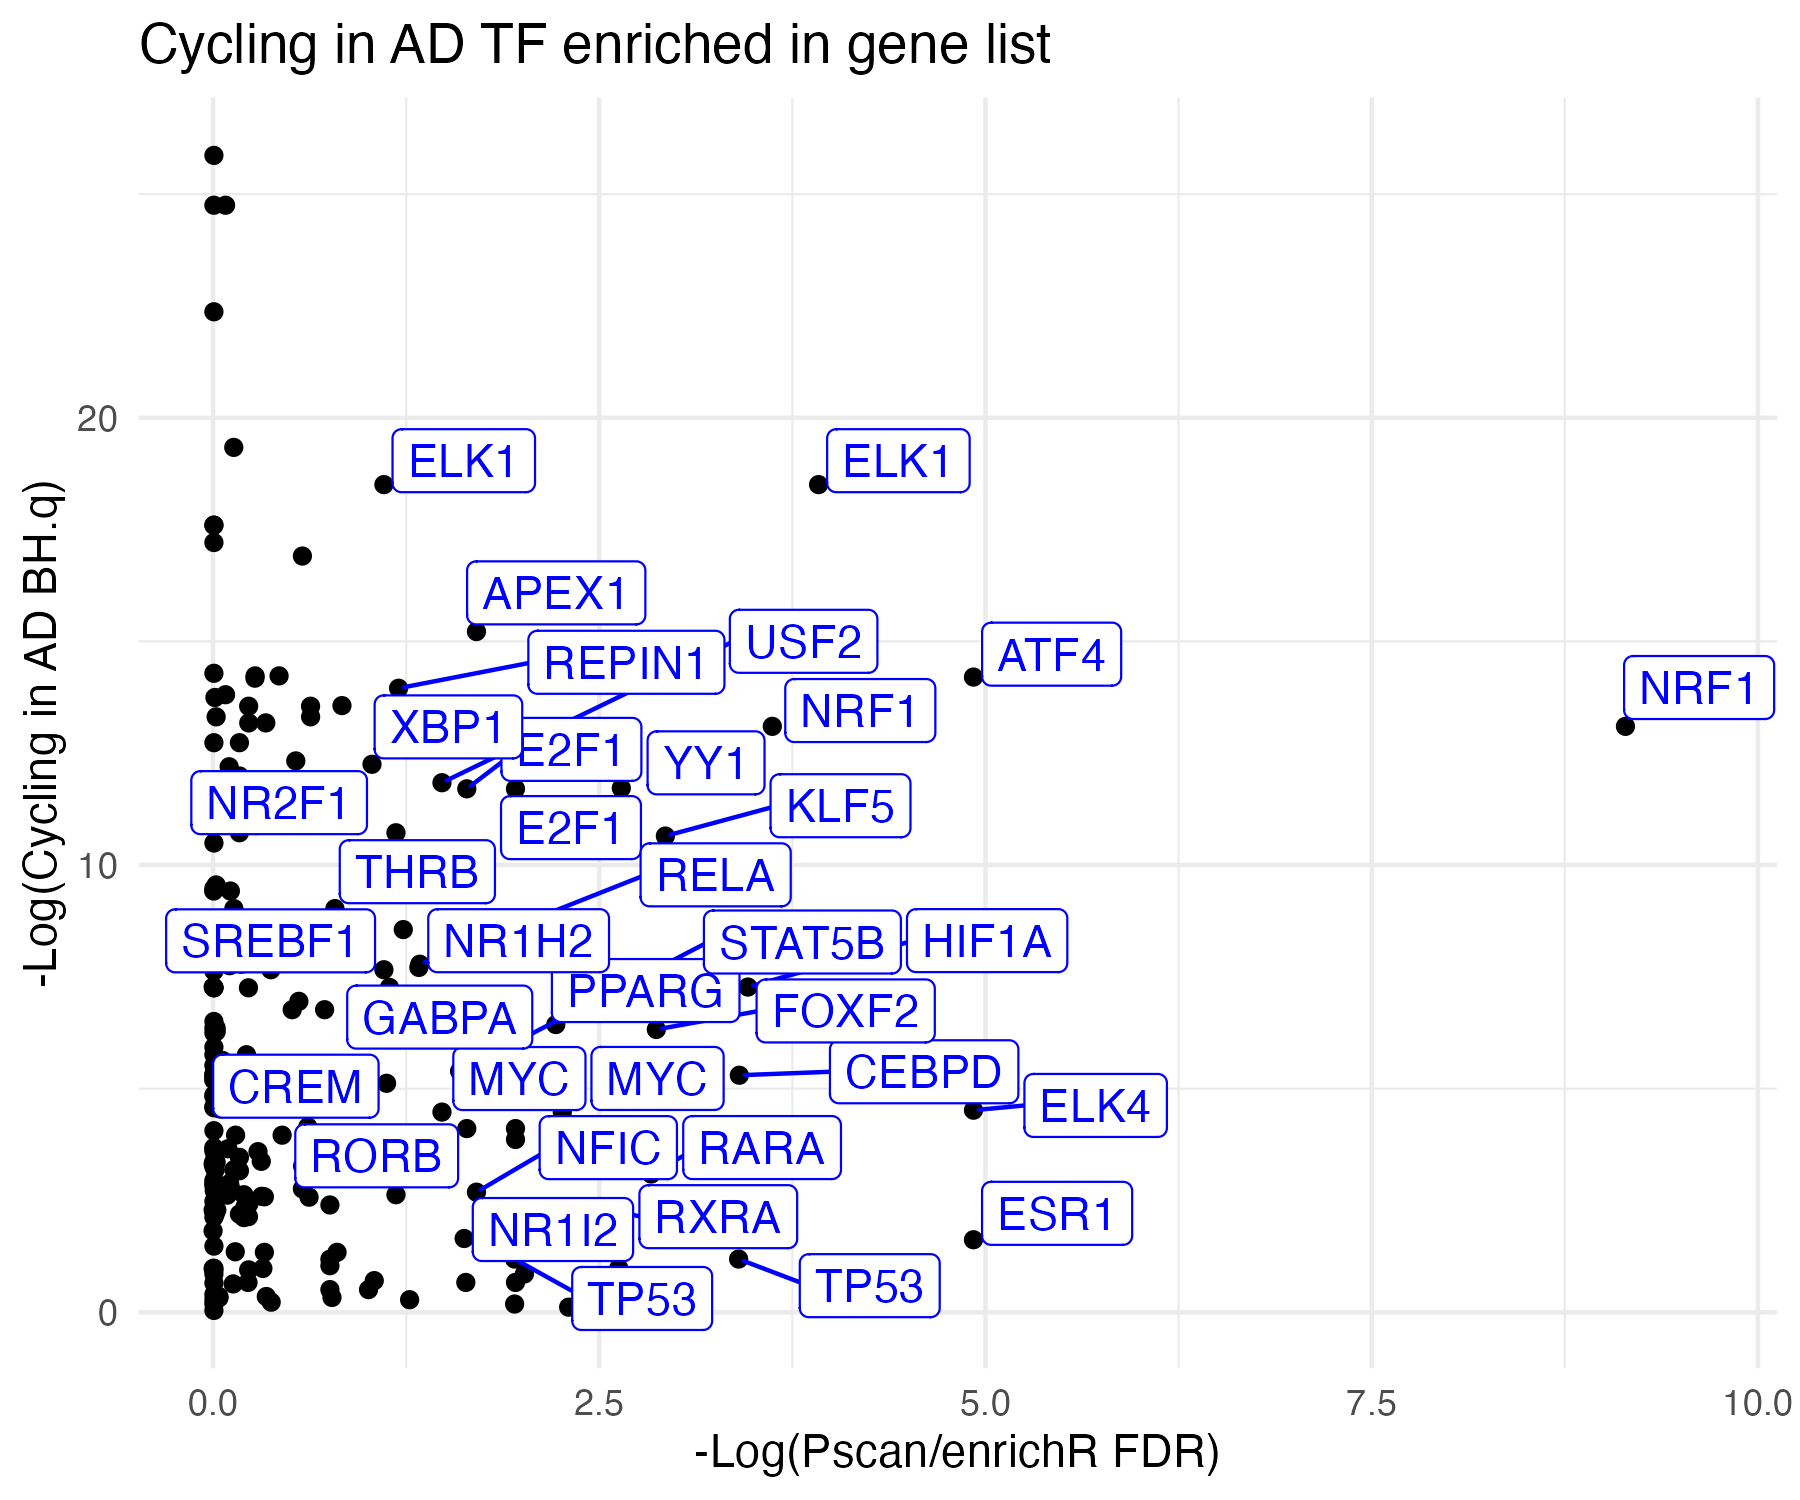 Cycling in AD TF enriched in gene list
-Log(Cycling in AD BH.q)
20
10
0
ELK1
ELK1
APEX1
USF2
ATF4
REPIN1
NRF1
NRF1
XBP1
E2F1
YY1
NR2F1
KLF5
E2F1
THRB
RELA
SREBF1
NR1H2
STAT5B
HIF1A
PPARG
GABPA
FOXF2
CREM
MYC
MYC
CEBPD
ELK4
RORB
NFIC
RARA
NR1I2
RXRA
ESR1
TP53
TP53
0.0
2.5
5.0
7.5
10.0
-Log(Pscan/enrichR FDR)